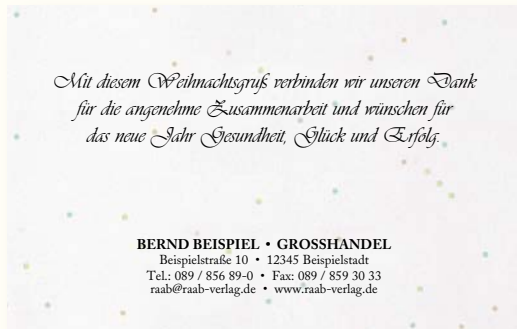 Mit diesem Weihnachtsgruß verbinden wir unseren Dank
für die angenehme Zusammenarbeit und wünschen für
das neue Jahr Gesundheit, Glück und Erfolg.
BERND BEISPIEL • GROSSHANDEL
Beispielstraße 10 • 12345 Beispielstadt
Tel.: 089 / 856 89-0 • Fax: 089 / 859 30 33
raab@raab-verlag.de • www.raab-verlag.de